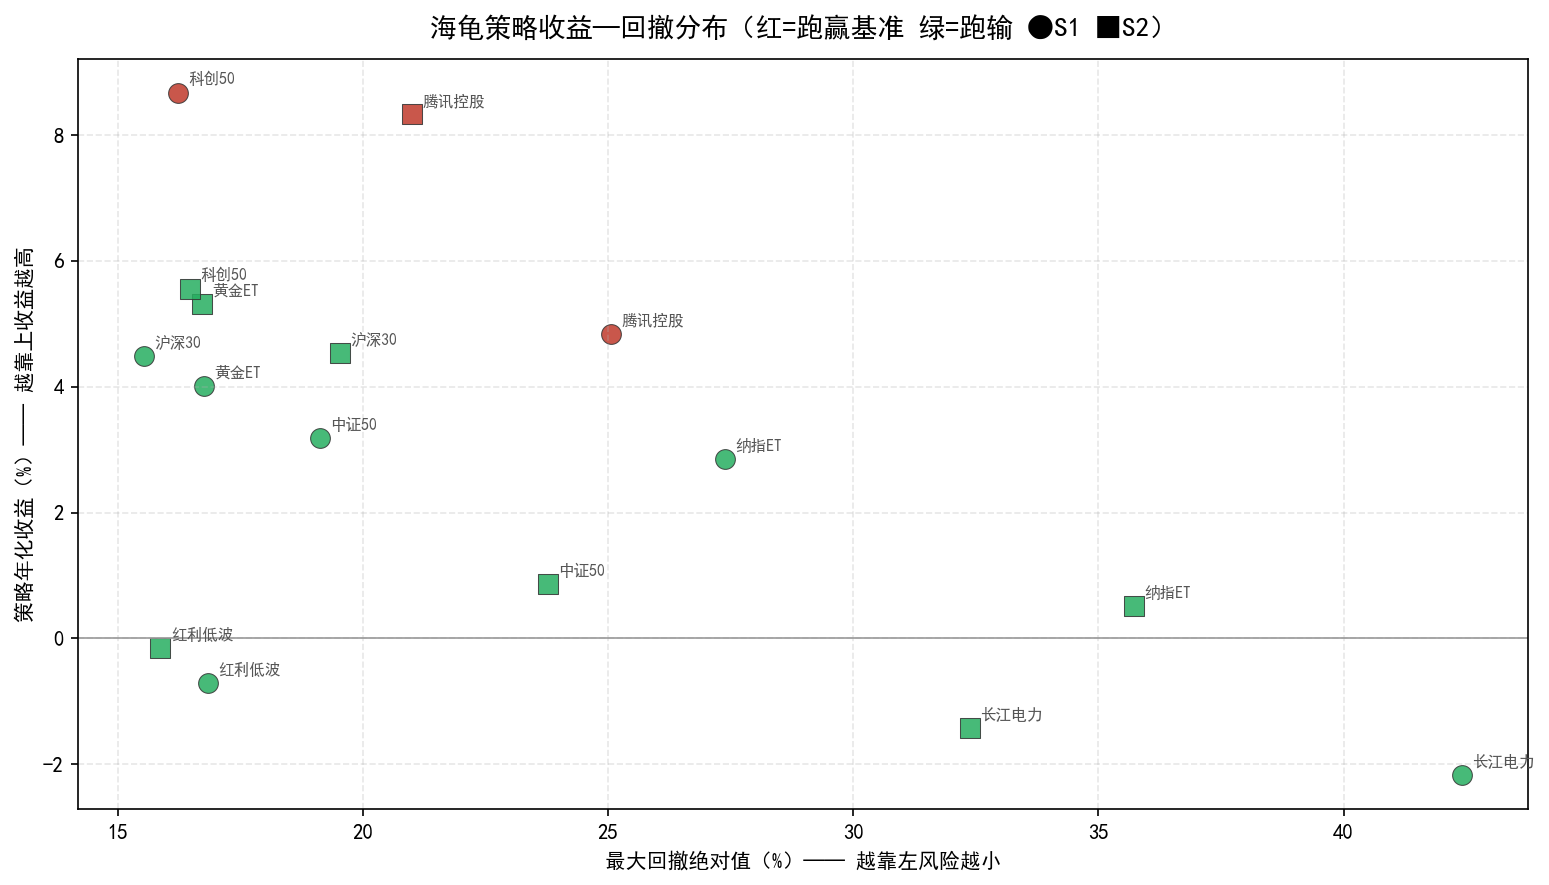 海龟策略收益—回撤分布（红=跑赢基准 绿=跑输 ●S1 ■S2）
策略年化收益（%）—— 越靠上收益越高
8
6
4
2
0
−2
科创50
腾讯控股
科创50
黄金ET
腾讯控股
沪深30
沪深30
黄金ET
中证50
纳指ET
中证50
纳指ET
红利低波
红利低波
长江电力
长江电力
15 20 25 30 35 40
最大回撤绝对值（%）—— 越靠左风险越小